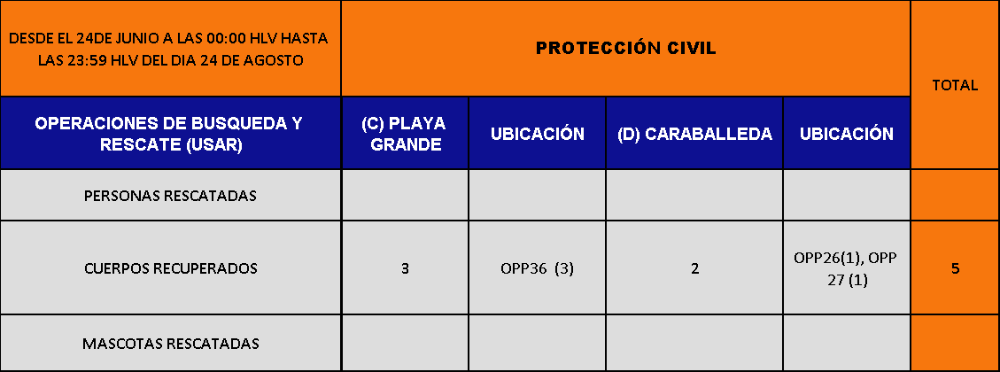 DESDE EL 24DE JUNIO A LAS 00:00 HLV HASTA
LAS 23:59 HLV DEL DIA 24 DE AGOSTO
PROTECCIÓN CIVIL
TOTAL
OPERACIONES DE BUSQUEDA Y
RESCATE (USAR)
(C) PLAYA
GRANDE
UBICACIÓN
(D) CARABALLEDA
UBICACIÓN
PERSONAS RESCATADAS
CUERPOS RECUPERADOS
3
OPP36 (3)
2
OPP26(1), OPP
27 (1)
5
MASCOTAS RESCATADAS